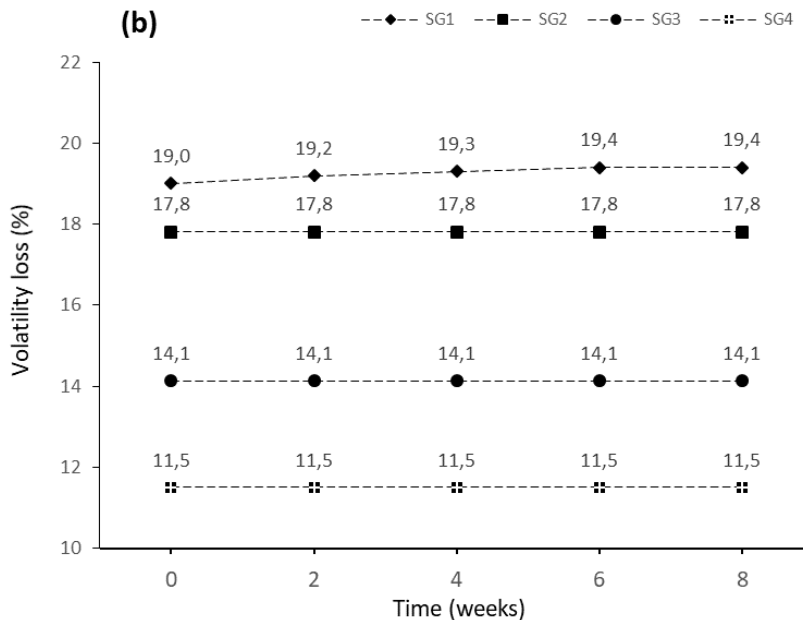 (b)
SG1 SG2 SG3 SG4
22
20
18
16
14
12
10
Volatility loss (%)
19,0 19,2 19,3 19,4 19,4
17,8 17,8 17,8 17,8 17,8
14,1 14,1 14,1 14,1 14,1
11,5 11,5 11,5 11,5 11,5
0 2 4 6 8
Time (weeks)